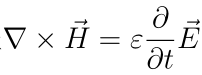 ∇ × H⃗ = ε ∂/∂t E⃗